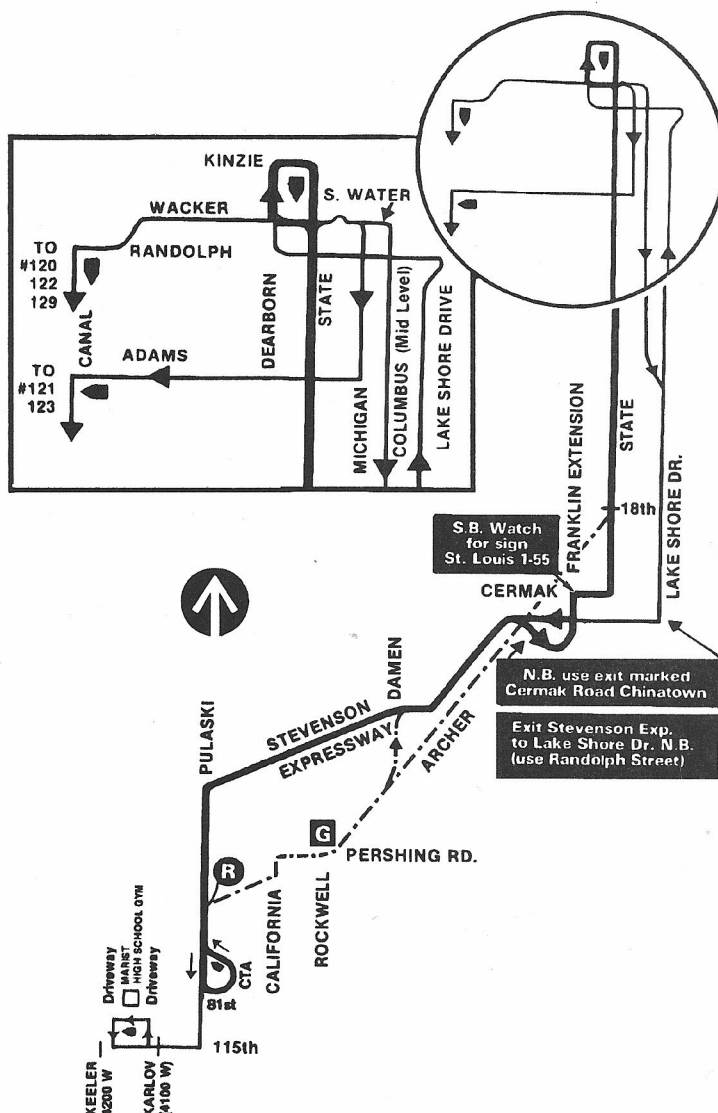 KINZIE
S. WATER
WACKER
RANDOLPH
TO
#120
122
129
CANAL
ADAMS
TO
#121
123
DEARBORN
STATE
MICHIGAN
COLUMBUS (Mid Level)
LAKE SHORE DRIVE
FRANKLIN EXTENSION
STATE
LAKE SHORE DR.
18th
S.B. Watch
for sign
St. Louis 1-55
CERMAK
N.B. use exit marked
Cermak Road Chinatown
Exit Stevenson Exp.
to Lake Shore Dr. N.B.
(use Randolph Street)
DAMEN
PULASKI
STEVENSON
EXPRESSWAY
ARCHER
G
PERSHING RD.
R
CALIFORNIA
ROCKWELL
CTA
81st
Driveway
MARIST
HIGH SCHOOL GYM
Driveway
115th
KEELER
4200 W
KARLOV
(4100 W)